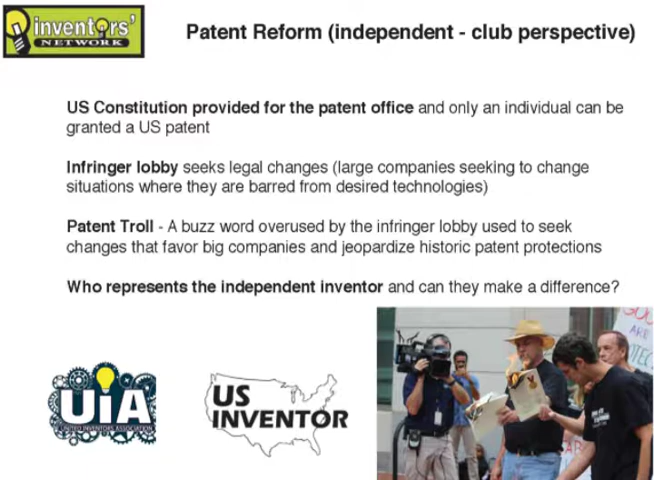 inventors'
NETWORK
Patent Reform (independent - club perspective)
US Constitution provided for the patent office and only an individual can be
granted a US patent
Infringer lobby seeks legal changes (large companies seeking to change
situations where they are barred from desired technologies)
Patent Troll - A buzz word overused by the infringer lobby used to seek
changes that favor big companies and jeopardize historic patent protections
Who represents the independent inventor and can they make a difference?
UiA
UNITED INVENTORS ASSOCIATION
US
INVENTOR
ARE